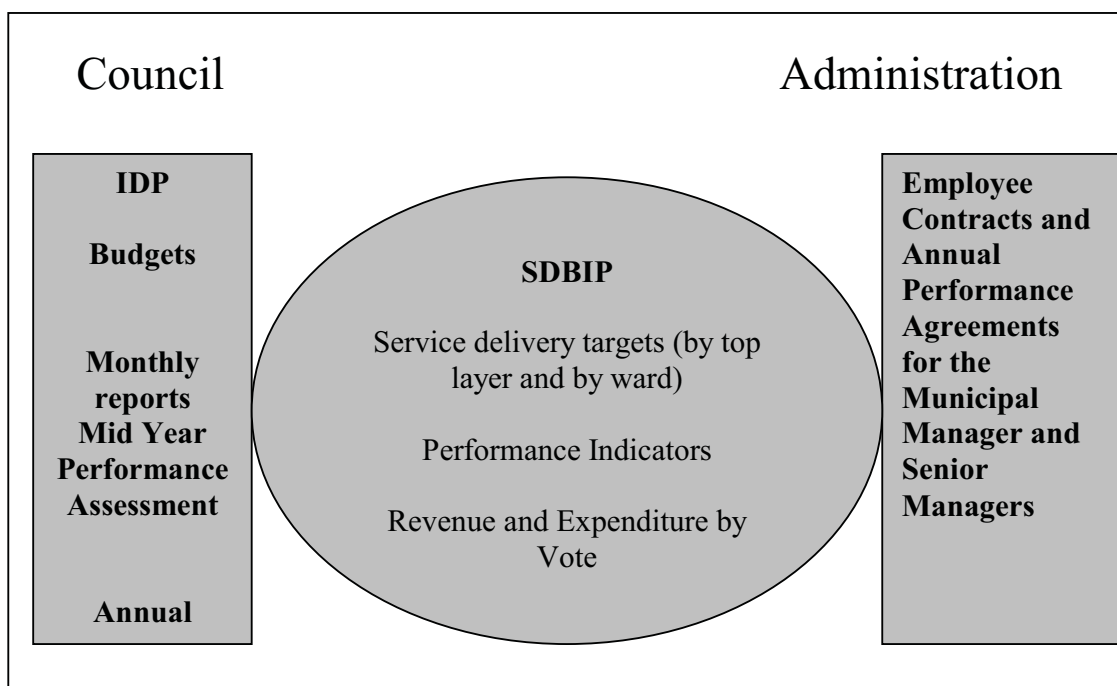 Council
Administration
IDP
Budgets
Monthly
reports
Mid Year
Performance
Assessment
Annual
SDBIP
Service delivery targets (by top
layer and by ward)
Performance Indicators
Revenue and Expenditure by
Vote
Employee
Contracts and
Annual
Performance
Agreements
for the
Municipal
Manager and
Senior
Managers